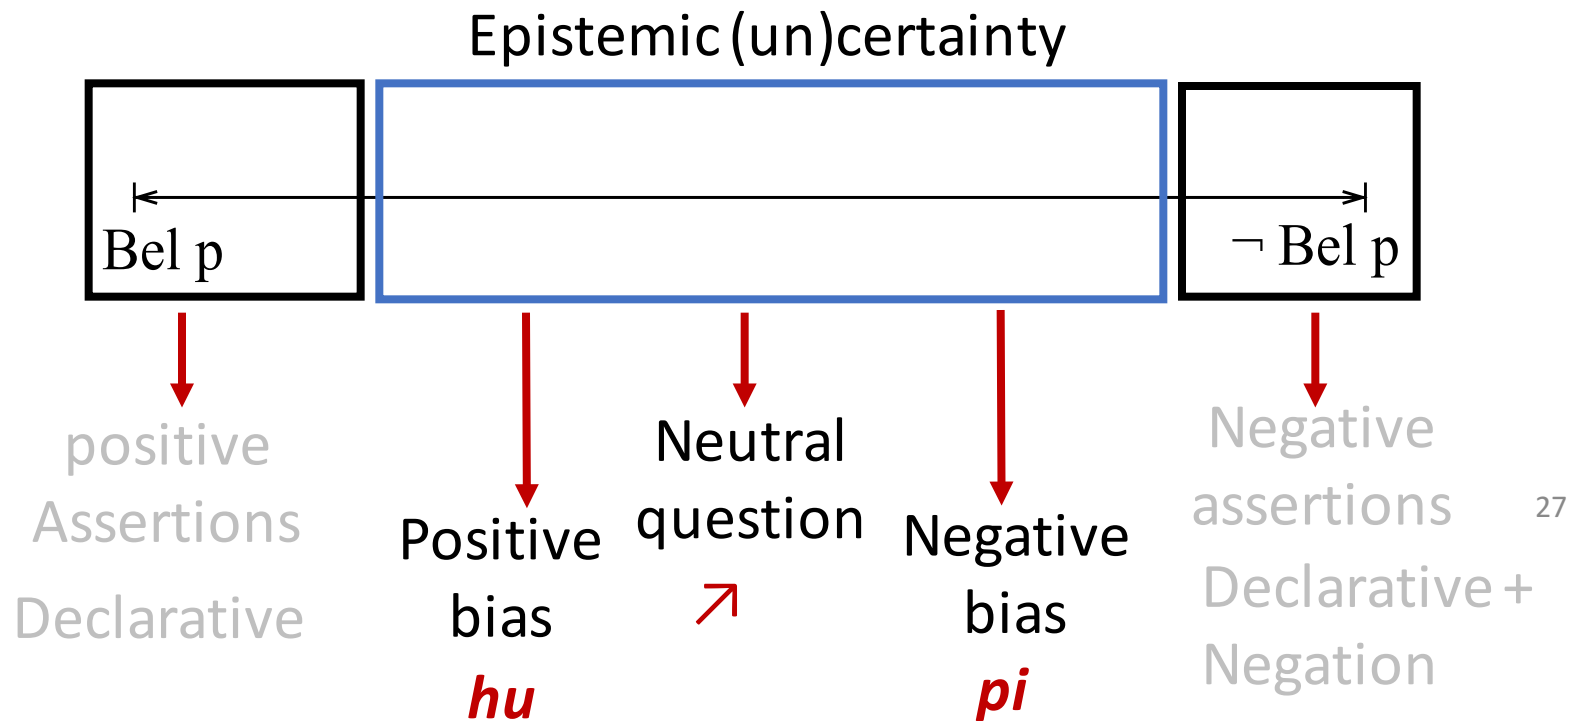 Epistemic (un)certainty
Bel p
¬ Bel p
positive
Assertions
Declarative
Positive
bias
hu
Neutral
question
↗
Negative
bias
pi
Negative
assertions
Declarative +
Negation
27